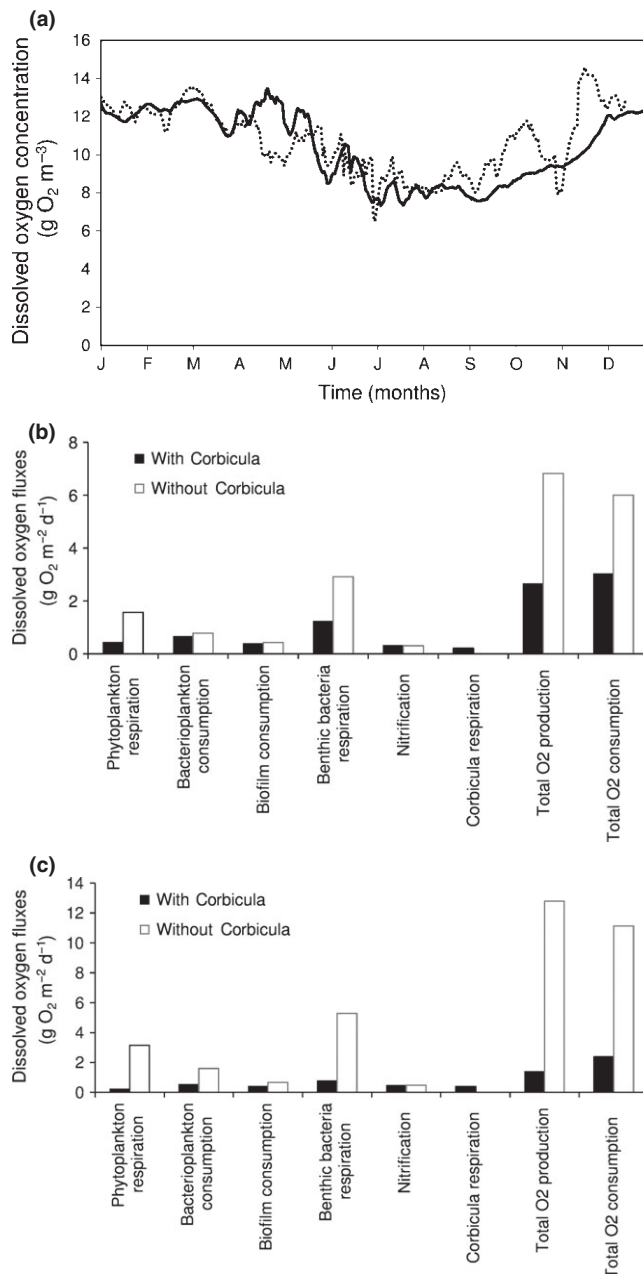 (a)
16
14
12
10
8
6
4
2
0
Dissolved oxygen concentration
(g O₂ m⁻³)
J F M A M J J A S O N D
Time (months)
(b)
8
6
4
2
0
Dissolved oxygen fluxes
(g O₂ m⁻² d⁻¹)
With Corbicula
Without Corbicula
Phytoplankton
respiration
Bacterioplankton
consumption
Biofilm consumption
Benthic bacteria
respiration
Nitrification
Corbicula respiration
Total O2 production
Total O2 consumption
(c)
14
12
10
8
6
4
2
0
Dissolved oxygen fluxes
(g O₂ m⁻² d⁻¹)
With Corbicula
Without Corbicula
Phytoplankton
respiration
Bacterioplankton
consumption
Biofilm consumption
Benthic bacteria
respiration
Nitrification
Corbicula respiration
Total O2 production
Total O2 consumption